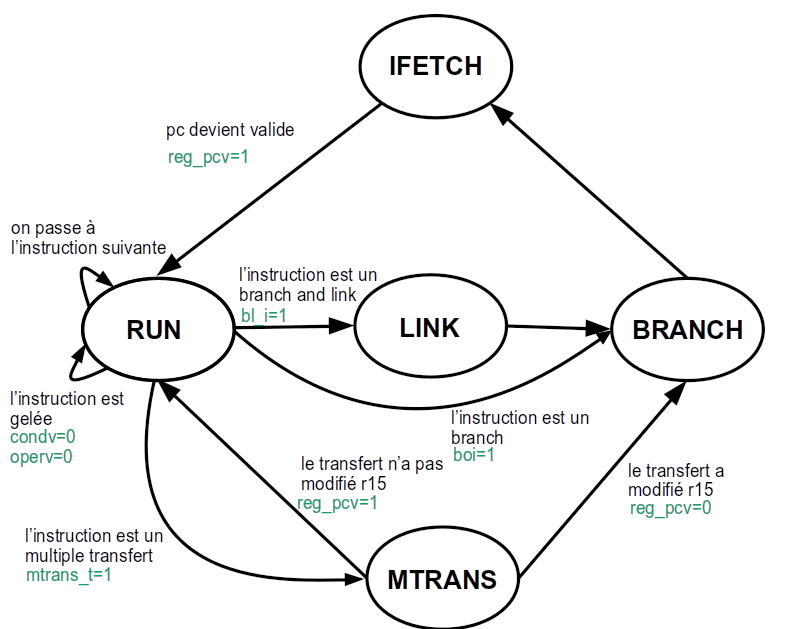 IFETCH
pc devient valide
reg_pcv=1
on passe à
l'instruction suivante
l'instruction est un
branch and link
bl_i=1
RUN
LINK
BRANCH
l'instruction est
gelée
condv=0
operv=0
l'instruction est un
branch
boi=1
le transfert n'a pas
modifié r15
reg_pcv=1
le transfert a
modifié r15
reg_pcv=0
l'instruction est un
multiple transfert
mtrans_t=1
MTRANS